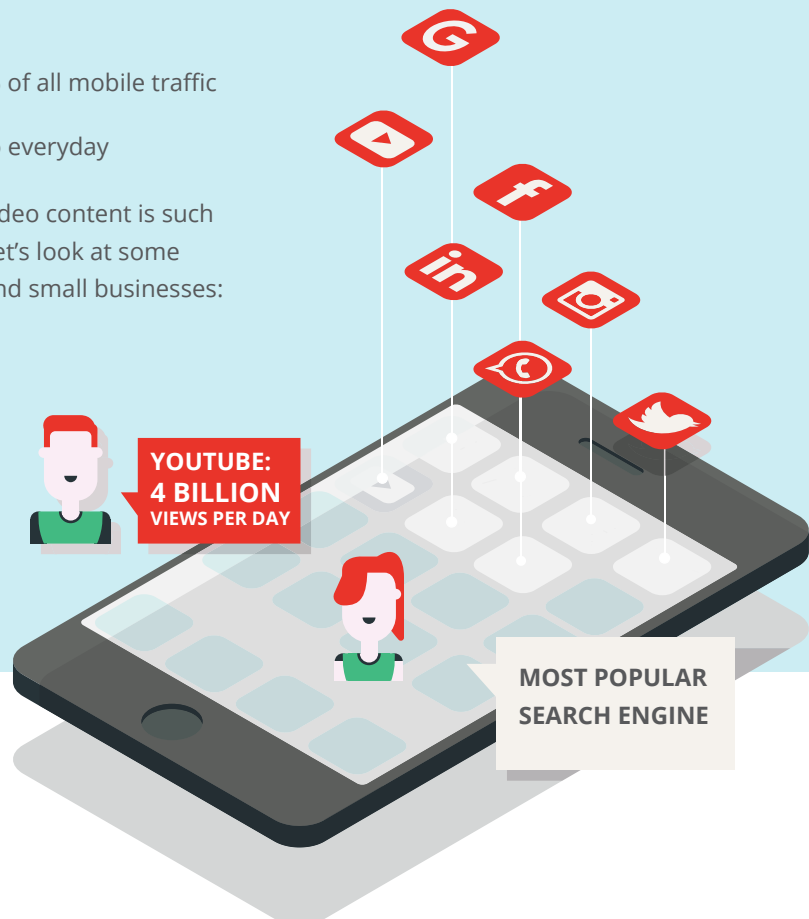 of all mobile traffic
everyday
deo content is such
et’s look at some
nd small businesses:
YOUTUBE:
4 BILLION
VIEWS PER DAY
MOST POPULAR
SEARCH ENGINE